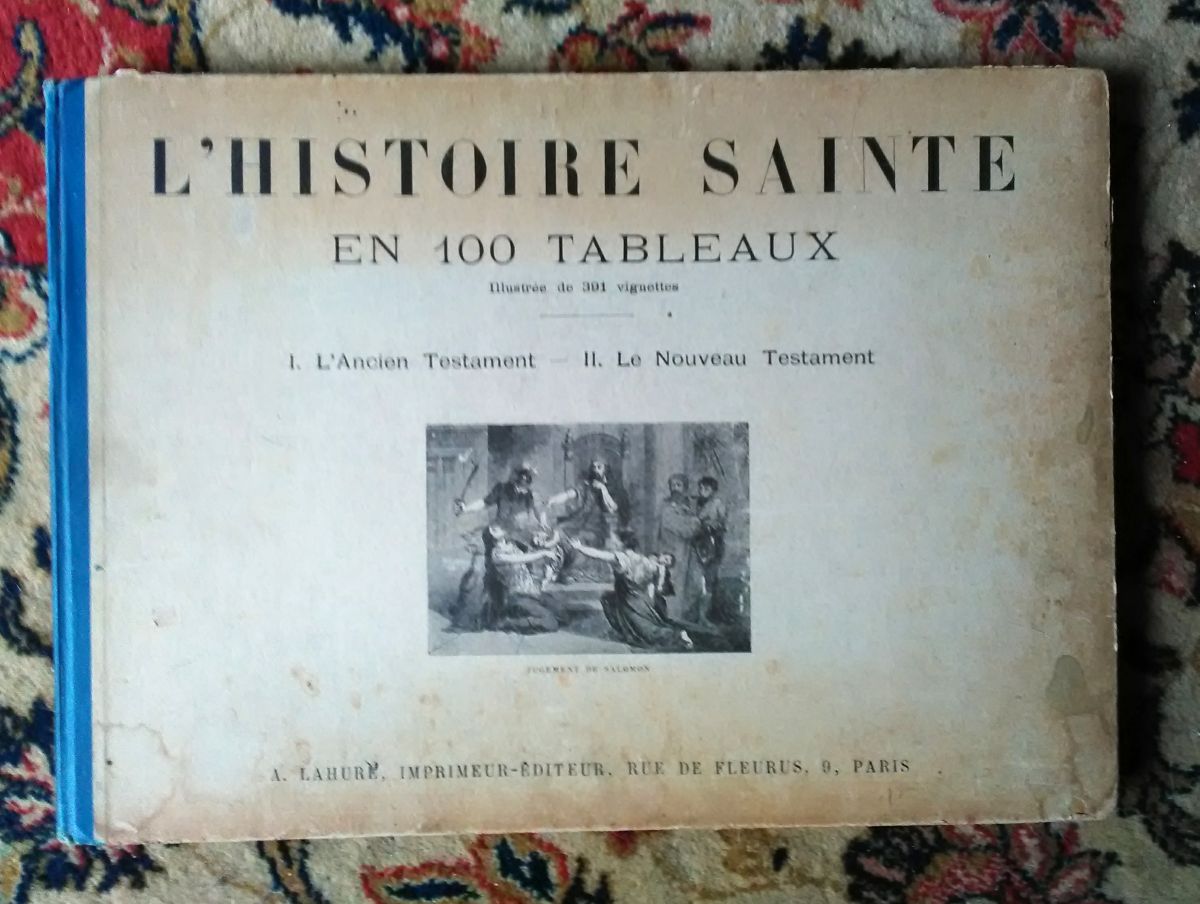 L'HISTOIRE SAINTE
EN 100 TABLEAUX
Illustrée de 391 vignettes
I. L'Ancien Testament — II. Le Nouveau Testament
JUGEMENT DE SALOMON
A. LAHURE, IMPRIMEUR-ÉDITEUR, RUE DE FLEURUS, 9, PARIS